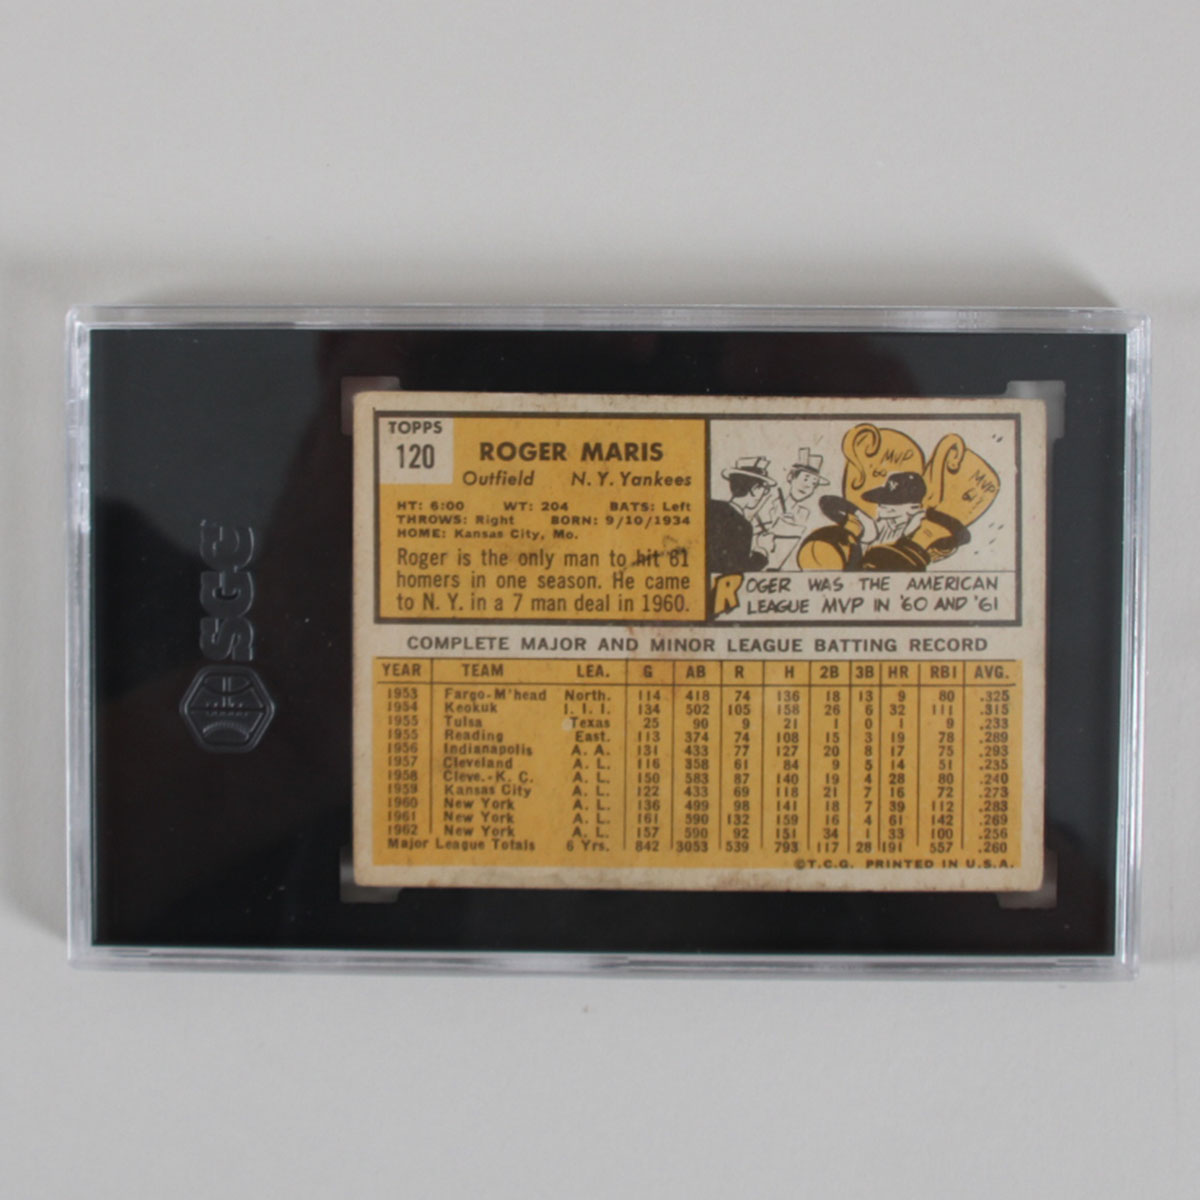 SGC
TOPPS
120
ROGER MARIS
Outfield N. Y. Yankees
HT: 6:00 WT: 204 BATS: Left
THROWS: Right BORN: 9/10/1934
HOME: Kansas City, Mo.
Roger is the only man to hit 61
homers in one season. He came
to N. Y. in a 7 man deal in 1960.
MVP
'60
MVP
61
ROGER WAS THE AMERICAN
LEAGUE MVP IN '60 AND '61
COMPLETE MAJOR AND MINOR LEAGUE BATTING RECORD
YEAR TEAM LEA. G AB R H 2B 3B HR RBI AVG.
1953 Fargo-M'head North. 114 418 74 136 18 13 9 80 .325
1954 Keokuk I. I. I. 134 502 105 158 26 6 32 111 .315
1955 Tulsa Texas 25 90 9 21 1 0 1 9 .233
1955 Reading East. 113 374 74 108 15 3 19 78 .289
1956 Indianapolis A. A. 131 433 77 127 20 8 17 75 .293
1957 Cleveland A. L. 116 358 61 84 9 5 14 51 .235
1958 Cleve.-K. C. A. L. 150 583 87 140 19 4 28 80 .240
1959 Kansas City A. L. 122 433 69 118 21 7 16 72 .273
1960 New York A. L. 136 499 98 141 18 7 39 112 .283
1961 New York A. L. 161 590 132 159 16 4 61 142 .269
1962 New York A. L. 157 590 92 151 34 1 33 100 .256
Major League Totals 6 Yrs. 842 3053 539 793 117 28 191 557 .260
©T.C.G. PRINTED IN U.S.A.